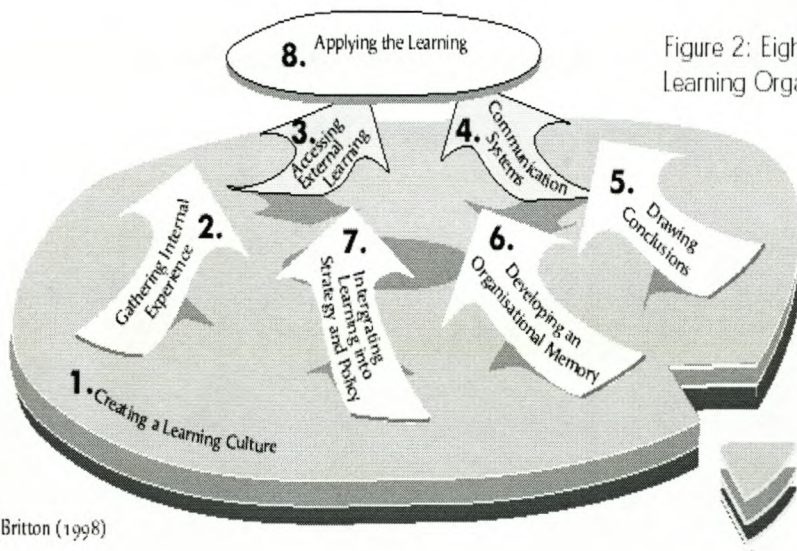 8. Applying the Learning
Figure 2: Eigh
Learning Orga
3. Accessing
External
Learning
4. Communication
Systems
5. Drawing
Conclusions
2. Gathering Internal
Experience
7. Intergrating
Learning into
Strategy and Policy
6. Developing an
Organisational Memory
1. Creating a Learning Culture
Britton (1998)